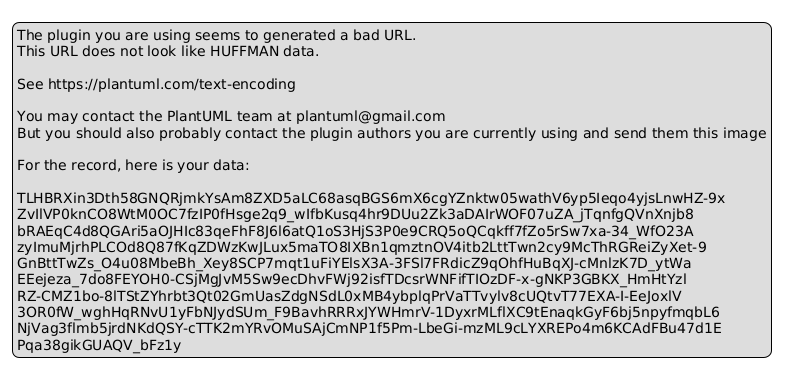 The plugin you are using seems to generated a bad URL.
This URL does not look like HUFFMAN data.
See https://plantuml.com/text-encoding
You may contact the PlantUML team at plantuml@gmail.com
But you should also probably contact the plugin authors you are currently using and send them this image
For the record, here is your data:
TLHBRXin3Dth58GNQRjmkYsAm8ZXD5aLC68asqBGS6mX6cgYZnktw05wathV6yp5Ieqo4yjsLnwHZ-9x
ZvIlVP0knCO8WtM0OC7fzIP0fHsge2q9_wIfbKusq4hr9DUu2Zk3aDAIrWOF07uZA_jTqnfgQVnXnjb8
bRAEqC4d8QGAri5aOJHIc83qeFhF8J6I6atQ1oS3HjS3P0e9CRQ5oQCqkff7fZo5rSw7xa-34_WfO23A
zyImuMjrhPLCOd8Q87fKqZDWzKwJLux5maTO8IXBn1qmztnOV4itb2LttTwn2cy9McThRGReiZyXet-9
GnBttTwZs_O4u08MbeBh_Xey8SCP7mqt1uFiYElsX3A-3FSl7FRdicZ9qOhfHuBqXJ-cMnlzK7D_ytWa
EEejeza_7do8FEYOH0-CSjMgJvM5Sw9ecDhvFWj92isfTDcsrWNFifTIOzDF-x-gNKP3GBKX_HmHtYzl
RZ-CMZ1bo-8lTStZYhrbt3Qt02GmUasZdgNSdL0xMB4ybplqPrVaTTvylv8cUQtvT77EXA-I-EeJoxlV
3OR0fW_wghHqRNvU1yFbNJydSUm_F9BavhRRRxJYWHmrV-1DyxrMLflXC9tEnaqkGyF6bj5npyfmqbL6
NjVag3flmb5jrdNKdQSY-cTTK2mYRvOMuSAjCmNP1f5Pm-LbeGi-mzML9cLYXREPo4m6KCAdFBu47d1E
Pqa38gikGUAQV_bFz1y